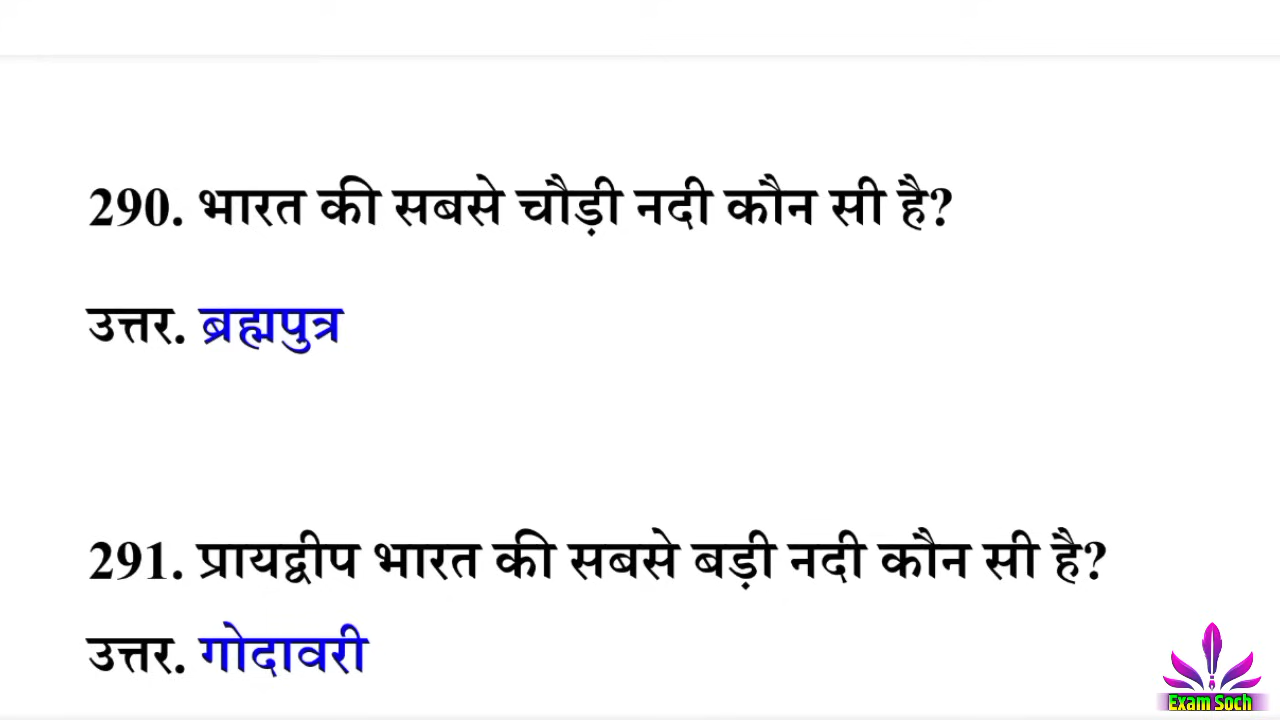 290. भारत की सबसे चौड़ी नदी कौन सी है?
उत्तर. ब्रह्मपुत्र
291. प्रायद्वीप भारत की सबसे बड़ी नदी कौन सी है?
उत्तर. गोदावरी
Exam Soch